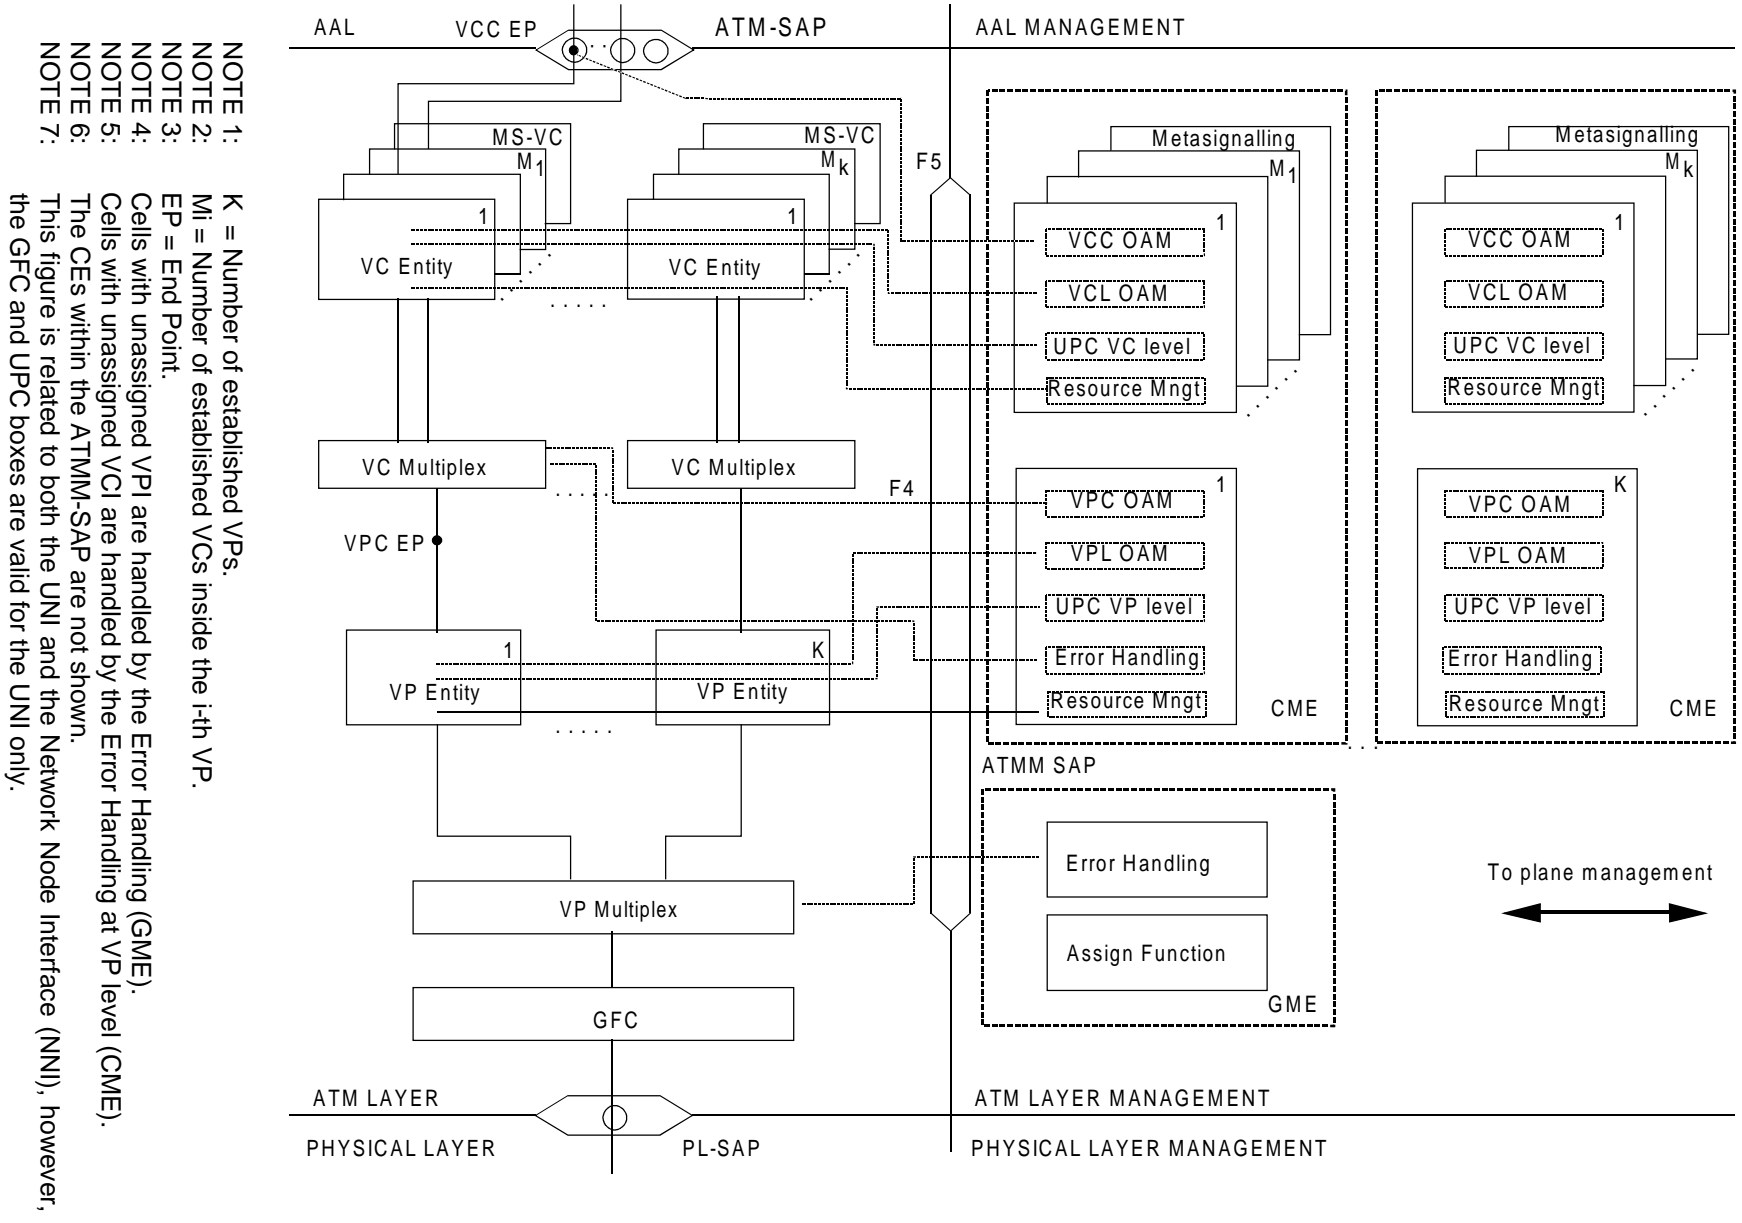 AAL
VCC EP
ATM-SAP
AAL MANAGEMENT
MS-VC
M1
1
VC Entity
MS-VC
Mk
1
VC Entity
.....
F5
Metasignalling
M1
1
VCC OAM
VCL OAM
UPC VC level
Resource Mngt
Metasignalling
Mk
1
VCC OAM
VCL OAM
UPC VC level
Resource Mngt
VC Multiplex
VC Multiplex
.....
F4
VPC EP
1
VPC OAM
VPL OAM
UPC VP level
Error Handling
Resource Mngt
CME
K
VPC OAM
VPL OAM
UPC VP level
Error Handling
Resource Mngt
CME
...
1
VP Entity
K
VP Entity
.....
ATMM SAP
VP Multiplex
Error Handling
Assign Function
GME
To plane management
GFC
ATM LAYER
ATM LAYER MANAGEMENT
PHYSICAL LAYER
PL-SAP
PHYSICAL LAYER MANAGEMENT
NOTE 1: K = Number of established VPs.
NOTE 2: Mi = Number of established VCs inside the i-th VP.
NOTE 3: EP = End Point.
NOTE 4: Cells with unassigned VPI are handled by the Error Handling (GME).
NOTE 5: Cells with unassigned VCI are handled by the Error Handling at VP level (CME).
NOTE 6: The CEs within the ATMM-SAP are not shown.
NOTE 7: This figure is related to both the UNI and the Network Node Interface (NNI), however,
the GFC and UPC boxes are valid for the UNI only.